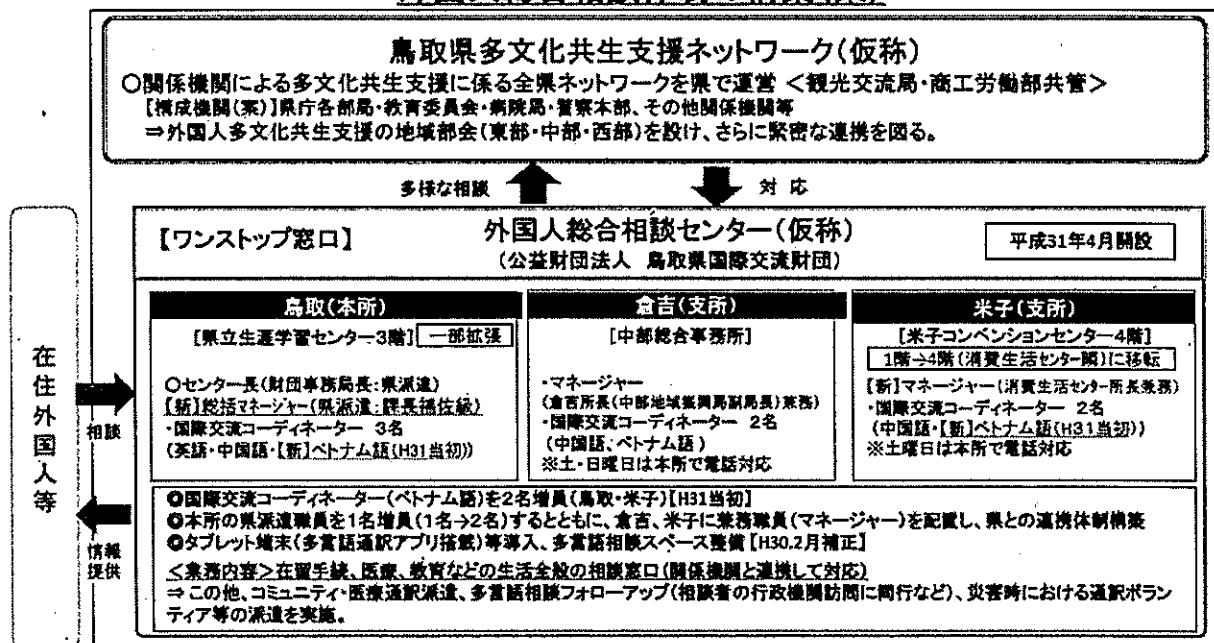 鳥取県多文化共生支援ネットワーク(仮称)
○関係機関による多文化共生支援に係る全県ネットワークを県で運営 <観光交流局・商工労働部共管>
【構成機関(案)】県庁各部局・教育委員会・病院局・警察本部、その他関係機関等
⇒外国人多文化共生支援の地域部会(東部・中部・西部)を設け、さらに緊密な連携を図る。
多様な相談
対応
【ワンストップ窓口】
外国人総合相談センター(仮称)
(公益財団法人 鳥取県国際交流財団)
平成31年4月開設
在住外国人等
相談
情報提供
鳥取(本所)
[県立生涯学習センター3階] 一部拡張
○センター長(財団事務局長:県派遣)
【新】総括マネージャー(県派遣:課長補佐級)
・国際交流コーディネーター 3名
(英語・中国語・【新】ベトナム語(H31当初))
倉吉(支所)
[中部総合事務所]
・マネージャー
(倉吉所長(中部地域振興局副局長)兼務)
・国際交流コーディネーター 2名
(中国語、ベトナム語)
※土・日曜日は本所で電話対応
米子(支所)
[米子コンベンションセンター4階]
1階→4階(消費生活センター隣)に移転
【新】マネージャー(消費生活センター所長兼務)
・国際交流コーディネーター 2名
(中国語・【新】ベトナム語(H31当初))
※土曜日は本所で電話対応
✪国際交流コーディネーター(ベトナム語)を2名増員(鳥取・米子)【H31当初】
✪本所の県派遣職員を1名増員(1名→2名)するとともに、倉吉、米子に兼務職員(マネージャー)を配置し、県との連携体制構築
✪タブレット端末(多言語通訳アプリ搭載)等導入、多言語相談スペース整備【H30.2月補正】
<業務内容>在留手続、医療、教育などの生活全般の相談窓口(関係機関と連携して対応)
⇒ この他、コミュニティ・医療通訳派遣、多言語相談フォローアップ(相談者の行政機関訪問に同行など)、災害時における通訳ボラン
ティア等の派遣を実施。